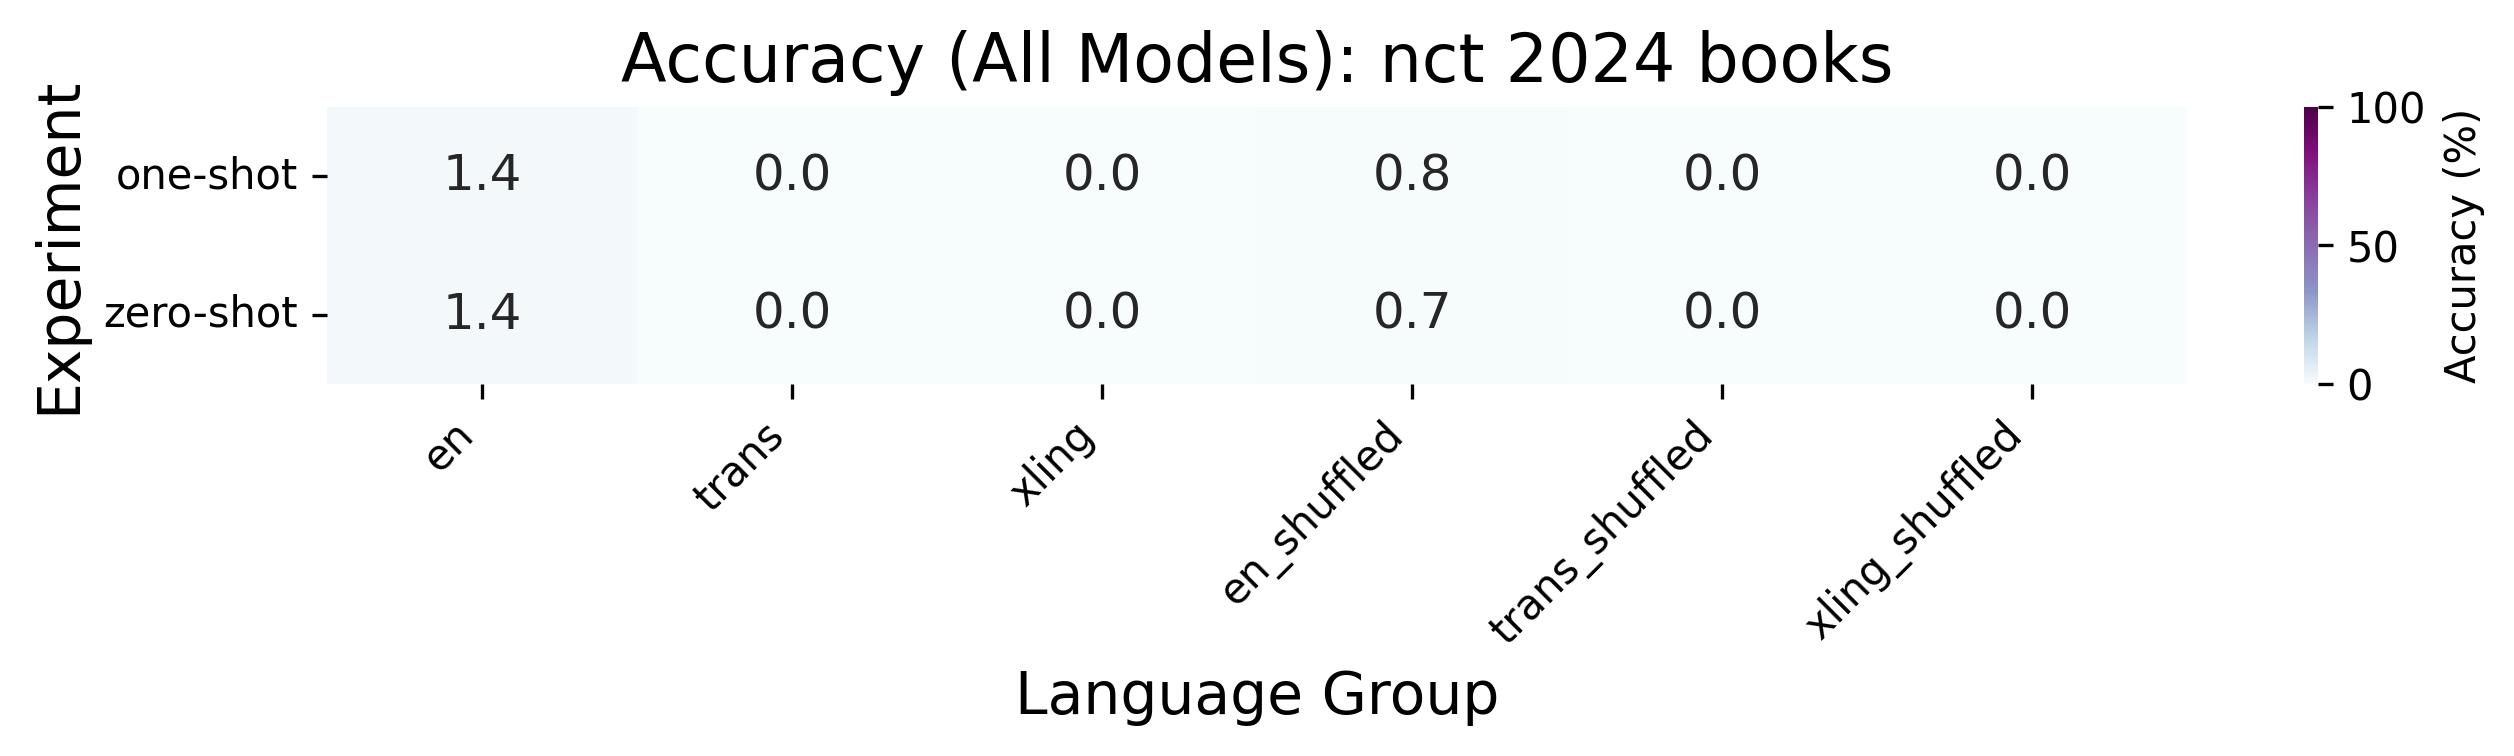 Accuracy (All Models): nct 2024 books
Experiment
one-shot
1.4 0.0 0.0 0.8 0.0 0.0
zero-shot
1.4 0.0 0.0 0.7 0.0 0.0
en
trans
xling
en_shuffled
trans_shuffled
xling_shuffled
Language Group
100
50
0
Accuracy (%)